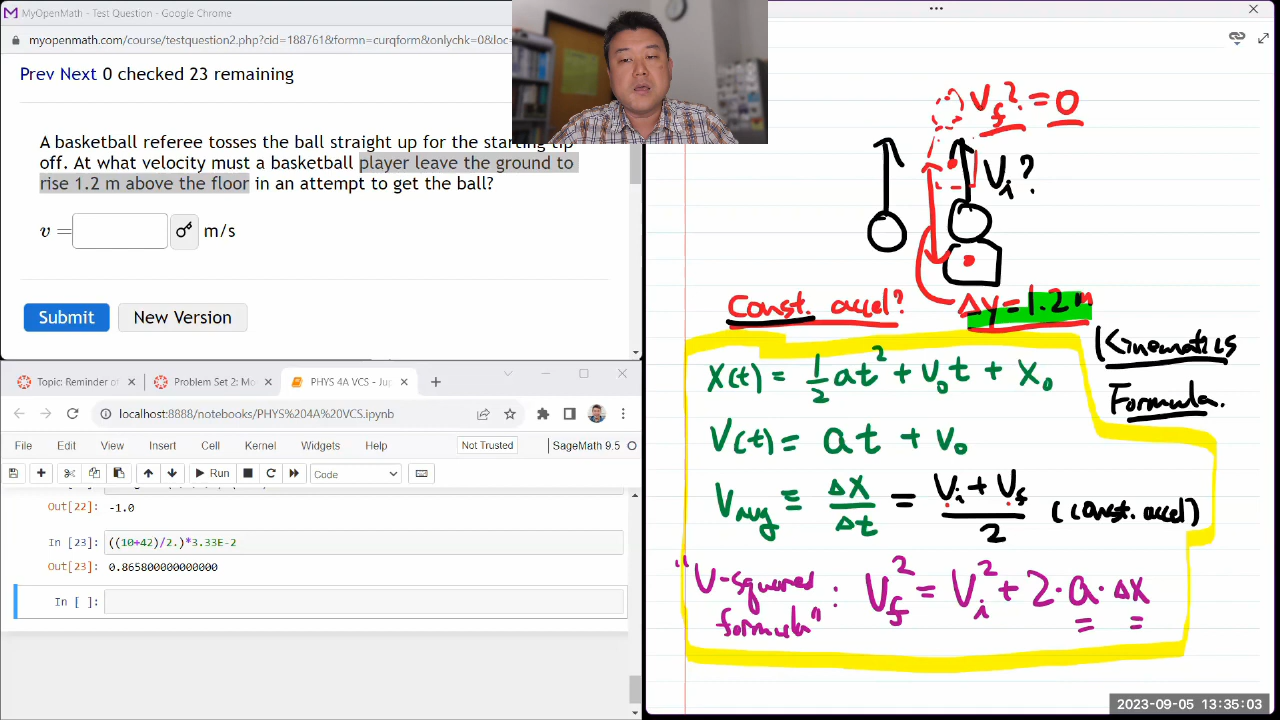 MyOpenMath - Test Question - Google Chrome
myopenmath.com/course/testquestion2.php?cid=188761&formn=curqform&onlychk=0&loc=
Prev Next 0 checked 23 remaining
A basketball referee tosses the ball straight up for the starting tip
off. At what velocity must a basketball player leave the ground to
rise 1.2 m above the floor in an attempt to get the ball?
v = m/s
Submit New Version
Topic: Reminder of
Problem Set 2: M
PHYS 4A VCS - Ju
localhost:8888/notebooks/PHYS%204A%20VCS.ipynb
File Edit View Insert Cell Kernel Widgets Help Not Trusted SageMath 9.5
Run Code
Out[22]: -1.0
In [23]: ((10+42)/2.)*3.33E-2
Out[23]: 0.865800000000000
In [ ]:
Vf² = 0
Vi?
Const. accel? Δy = 1.2 m
Kinematics
Formula.
X(t) = 1/2 at² + V₀t + X₀
V(t) = at + V₀
Vavg = ΔX/Δt = (Vi + Vf)/2 (const. accel)
"V-squared formula": Vf² = Vi² + 2·a·Δx
2023-09-05 13:35:03